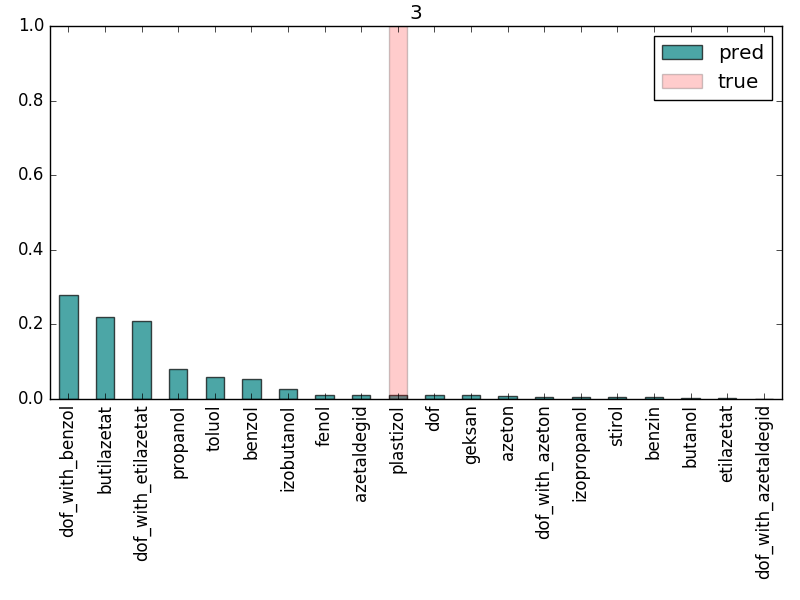 3
1.0
0.8
0.6
0.4
0.2
0.0
pred
true
dof_with_benzol
butilazetat
dof_with_etilazetat
propanol
toluol
benzol
izobutanol
fenol
azetaldegid
plastizol
dof
geksan
azeton
dof_with_azeton
izopropanol
stirol
benzin
butanol
etilazetat
dof_with_azetaldegid